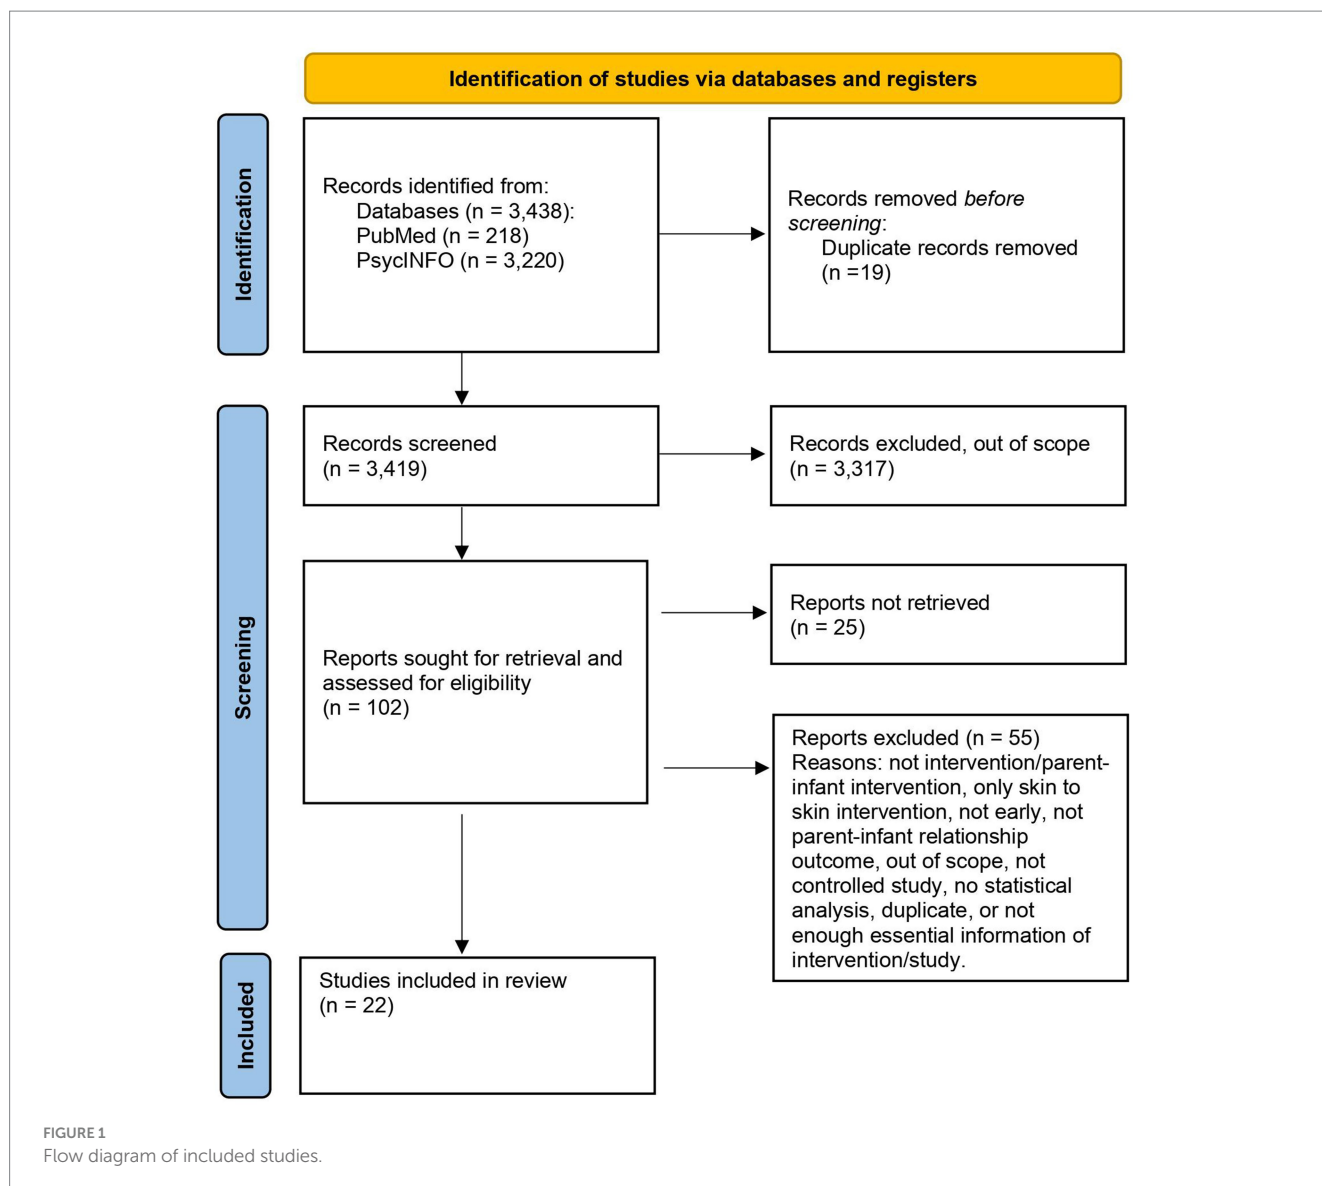 Identification of studies via databases and registers
Identification
Records identified from:
Databases (n = 3,438):
PubMed (n = 218)
PsycINFO (n = 3,220)
Records removed before
screening:
Duplicate records removed
(n =19)
Screening
Records screened
(n = 3,419)
Records excluded, out of scope
(n = 3,317)
Reports sought for retrieval and
assessed for eligibility
(n = 102)
Reports not retrieved
(n = 25)
Reports excluded (n = 55)
Reasons: not intervention/parent-
infant intervention, only skin to
skin intervention, not early, not
parent-infant relationship
outcome, out of scope, not
controlled study, no statistical
analysis, duplicate, or not
enough essential information of
intervention/study.
Included
Studies included in review
(n = 22)
FIGURE 1
Flow diagram of included studies.